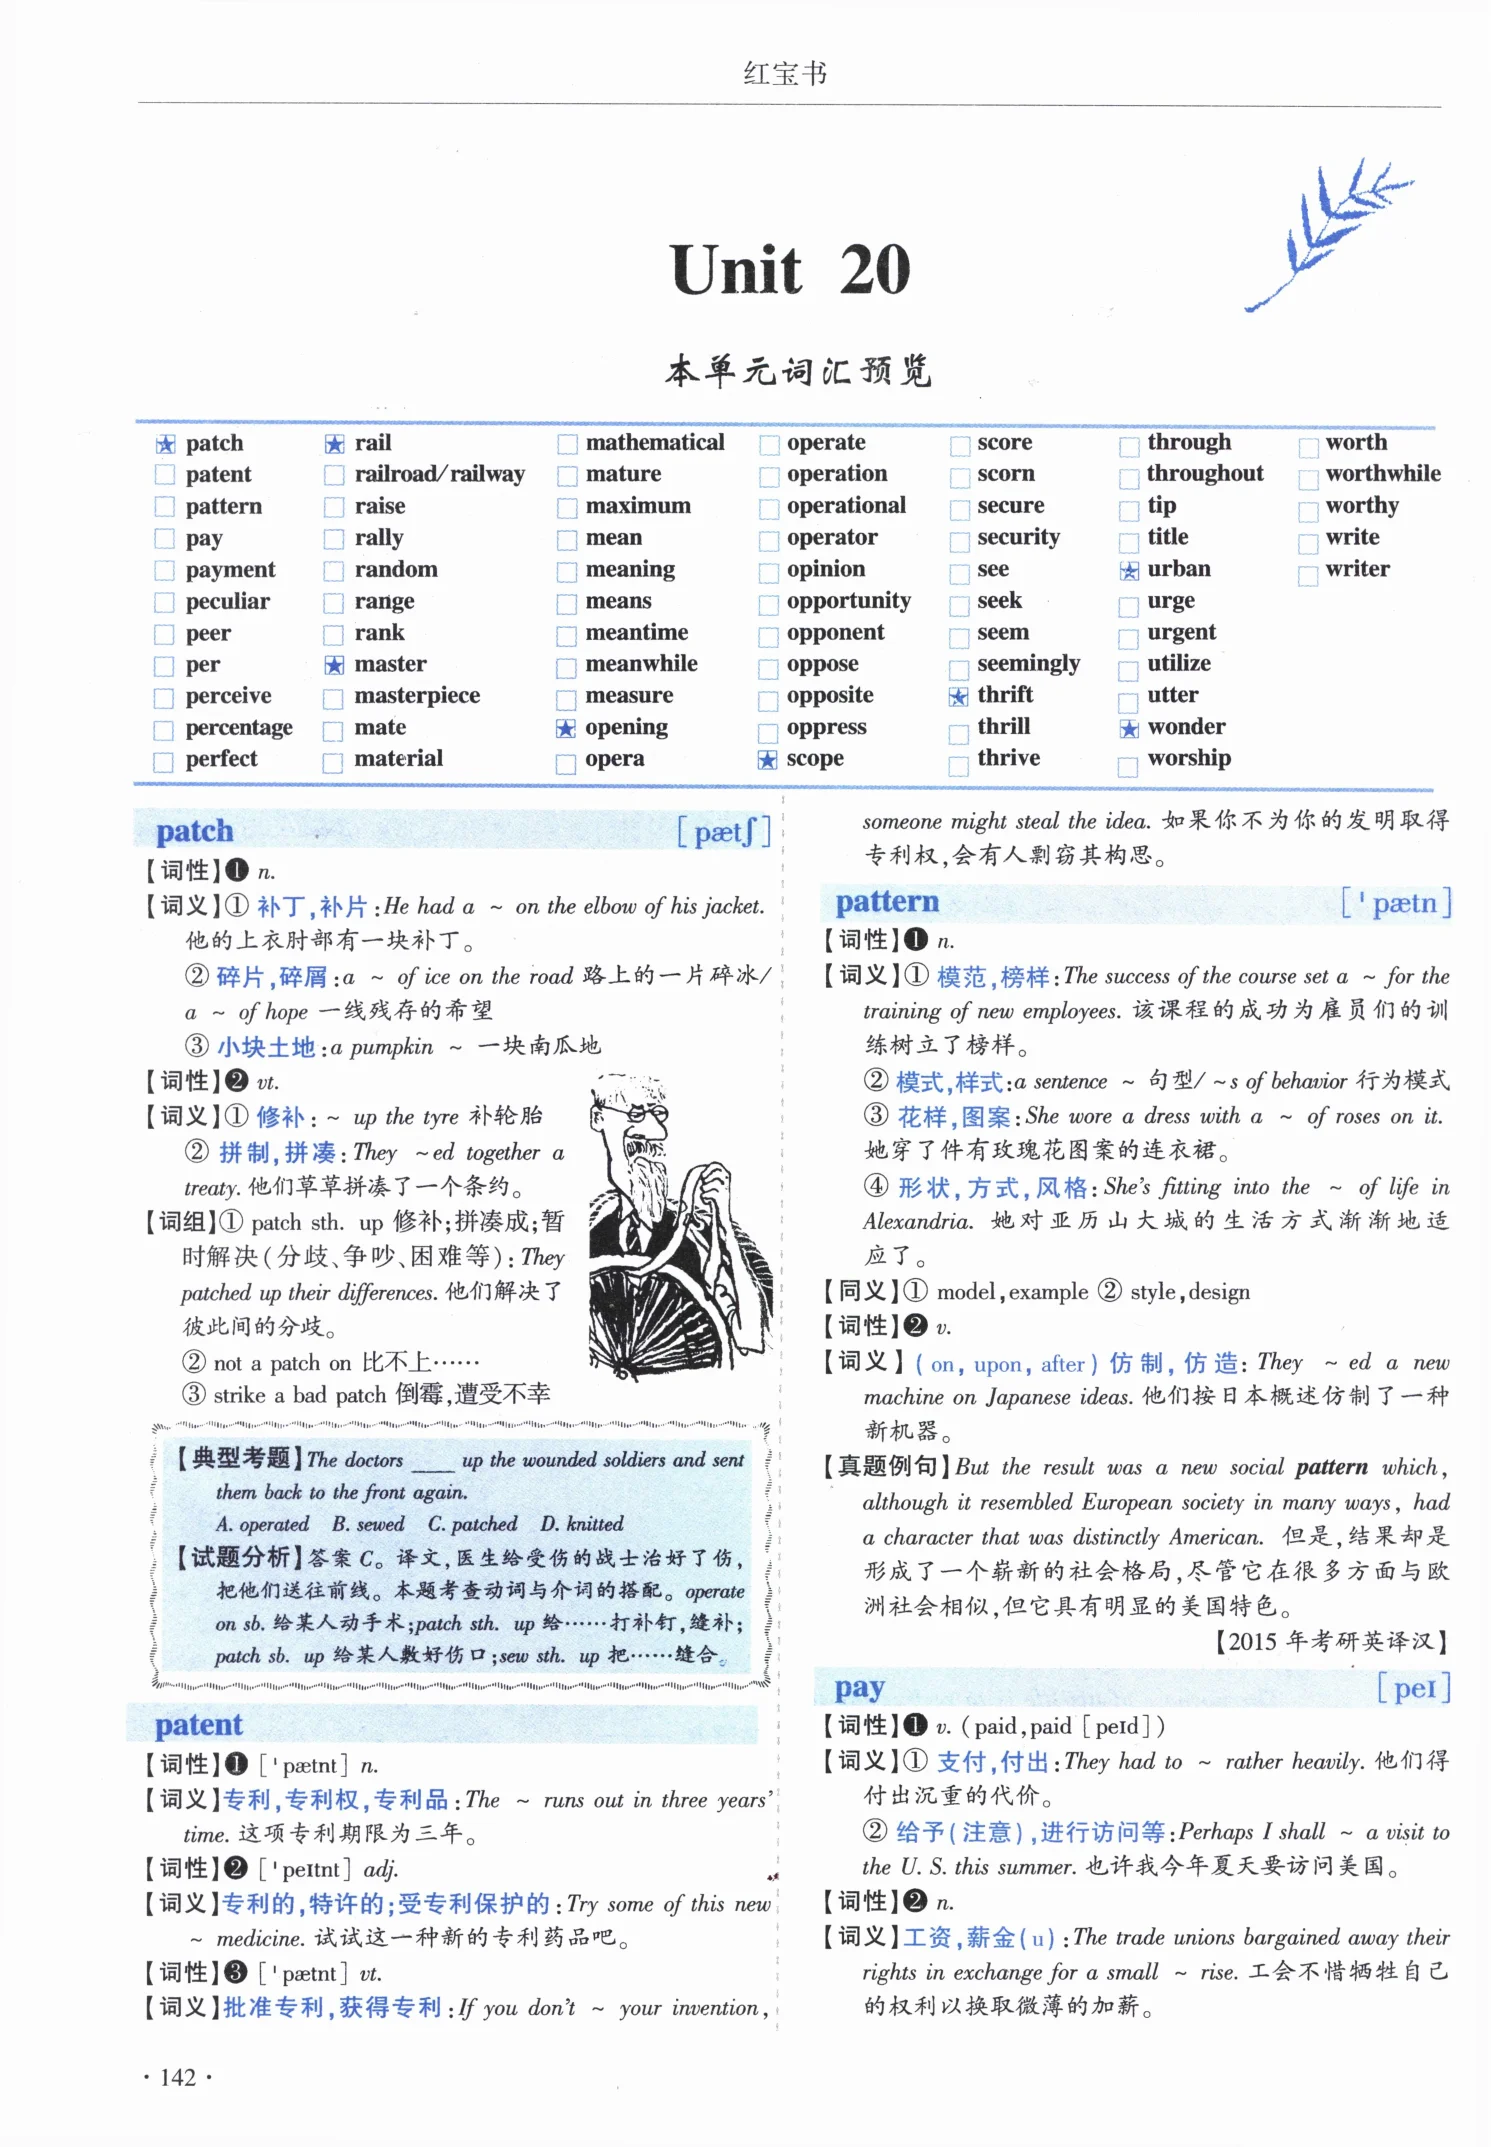 红宝书
Unit 20
本单元词汇预览
patch rail mathematical operate score through worth
patent railroad/railway mature operation scorn throughout worthwhile
pattern raise maximum operational secure tip worthy
pay rally mean operator security title write
payment random meaning opinion see urban writer
peculiar range means opportunity seek urge
peer rank meantime opponent seem urgent
per master meanwhile oppose seemingly utilize
perceive masterpiece measure opposite thrift utter
percentage mate opening oppress thrill wonder
perfect material opera scope thrive worship
patch [pætʃ]
【词性】❶ n.
【词义】① 补丁,补片:He had a ~ on the elbow of his jacket.
他的上衣肘部有一块补丁。
② 碎片,碎屑:a ~ of ice on the road 路上的一片碎冰/
a ~ of hope 一线残存的希望
③ 小块土地:a pumpkin ~ 一块南瓜地
【词性】❷ vt.
【词义】① 修补: ~ up the tyre 补轮胎
② 拼制,拼凑: They ~ed together a
treaty. 他们草草拼凑了一个条约。
【词组】① patch sth. up 修补;拼凑成;暂
时解决(分歧、争吵、困难等): They
patched up their differences. 他们解决了
彼此间的分歧。
② not a patch on 比不上……
③ strike a bad patch 倒霉,遭受不幸
【典型考题】The doctors ____ up the wounded soldiers and sent
them back to the front again.
A. operated B. sewed C. patched D. knitted
【试题分析】答案 C。译文,医生给受伤的战士治好了伤,
把他们送往前线。本题考查动词与介词的搭配。operate
on sb. 给某人动手术;patch sth. up 给……打补钉,缝补;
patch sb. up 给某人敷好伤口;sew sth. up 把……缝合。
patent
【词性】❶ [ˈpætnt] n.
【词义】专利,专利权,专利品:The ~ runs out in three years'
time. 这项专利期限为三年。
【词性】❷ [ˈpeɪtnt] adj.
【词义】专利的,特许的;受专利保护的:Try some of this new
~ medicine. 试试这一种新的专利药品吧。
【词性】❸ [ˈpætnt] vt.
【词义】批准专利,获得专利:If you don't ~ your invention,
someone might steal the idea. 如果你不为你的发明取得
专利权,会有人剽窃其构思。
pattern [ˈpætn]
【词性】❶ n.
【词义】① 模范,榜样:The success of the course set a ~ for the
training of new employees. 该课程的成功为雇员们的训
练树立了榜样。
② 模式,样式:a sentence ~ 句型/ ~s of behavior 行为模式
③ 花样,图案:She wore a dress with a ~ of roses on it.
她穿了件有玫瑰花图案的连衣裙。
④ 形状,方式,风格: She's fitting into the ~ of life in
Alexandria. 她对亚历山大城的生活方式渐渐地适
应了。
【同义】① model,example ② style,design
【词性】❷ v.
【词义】(on, upon, after) 仿制,仿造: They ~ ed a new
machine on Japanese ideas. 他们按日本概述仿制了一种
新机器。
【真题例句】But the result was a new social pattern which,
although it resembled European society in many ways, had
a character that was distinctly American. 但是,结果却是
形成了一个崭新的社会格局,尽管它在很多方面与欧
洲社会相似,但它具有明显的美国特色。
【2015 年考研英译汉】
pay [peɪ]
【词性】❶ v. (paid,paid [peɪd])
【词义】① 支付,付出:They had to ~ rather heavily. 他们得
付出沉重的代价。
② 给予(注意),进行访问等:Perhaps I shall ~ a visit to
the U. S. this summer. 也许我今年夏天要访问美国。
【词性】❷ n.
【词义】工资,薪金(u):The trade unions bargained away their
rights in exchange for a small ~ rise. 工会不惜牺牲自己
的权利以换取微薄的加薪。
· 142 ·